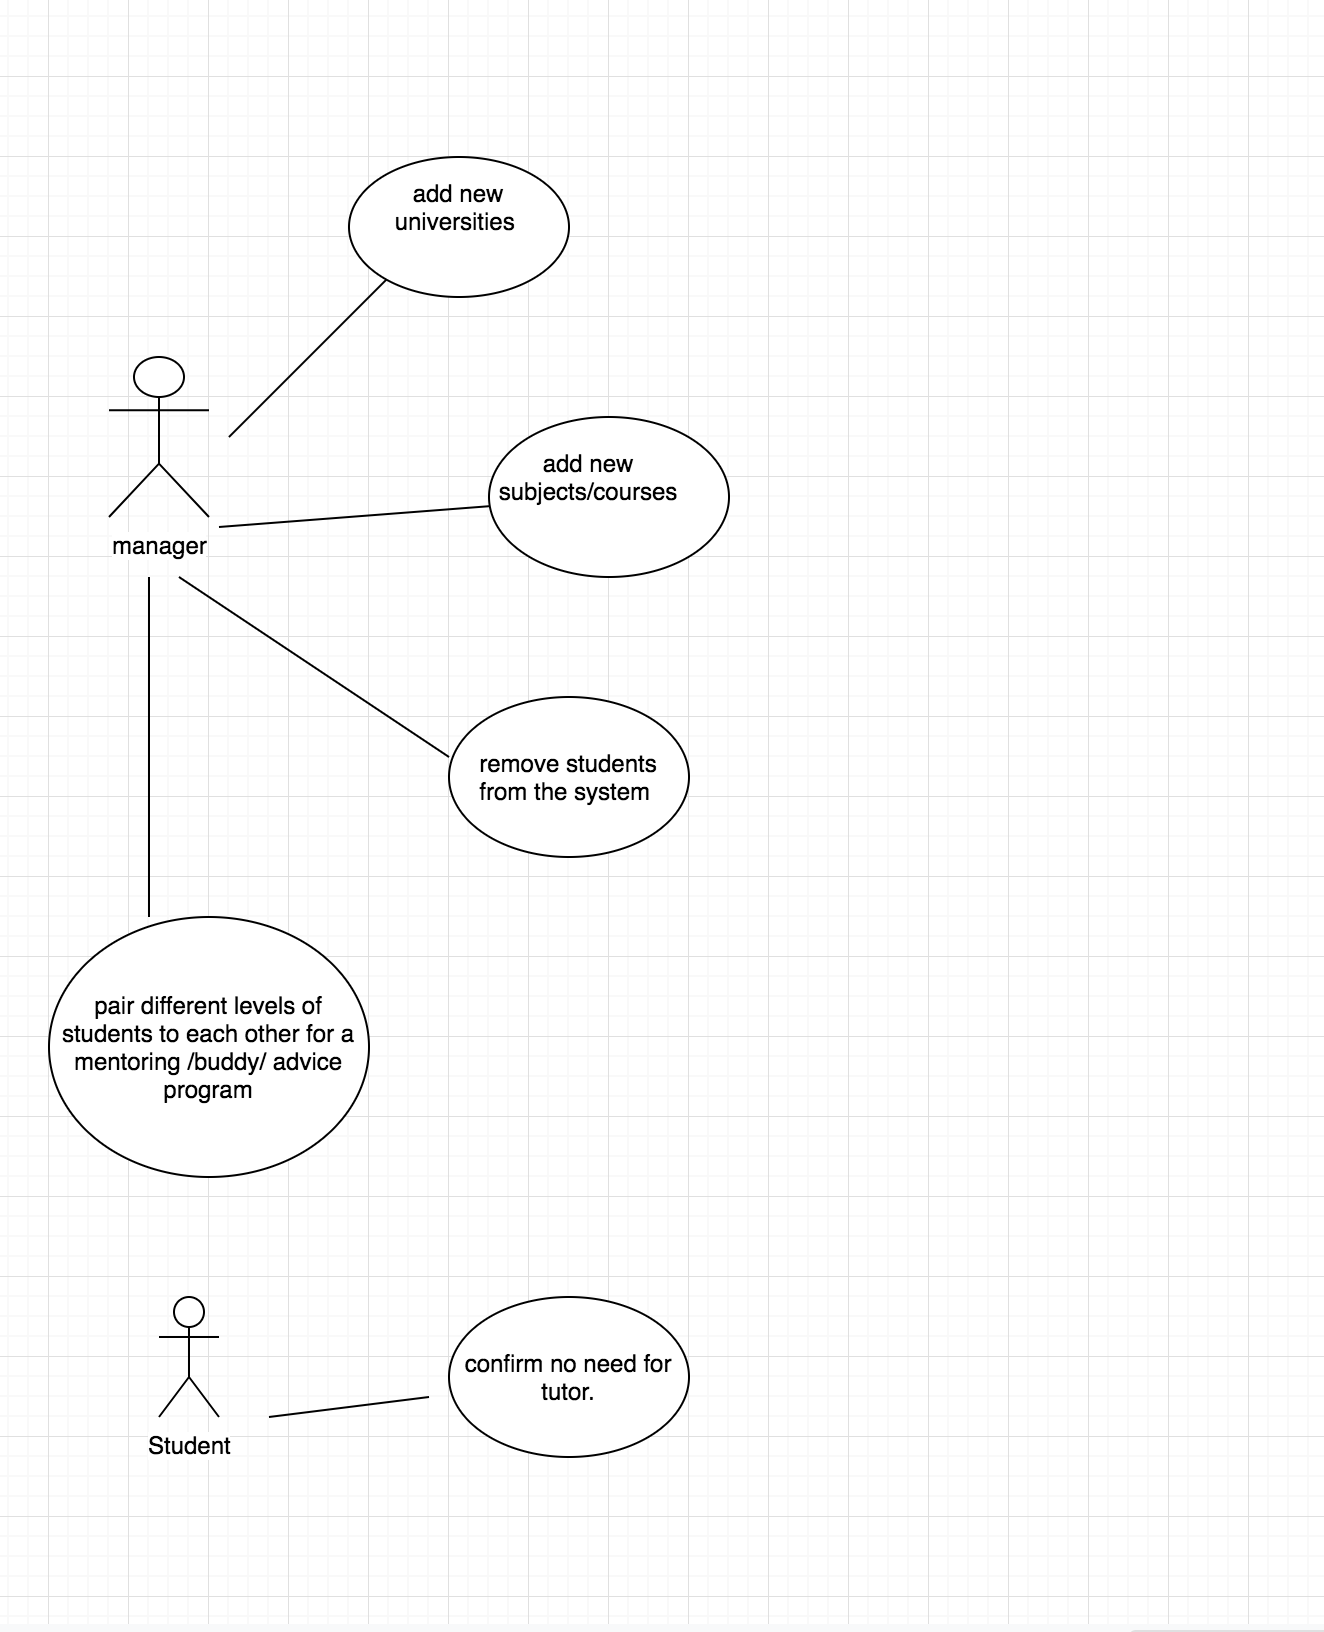 add new
universities
manager
add new
subjects/courses
remove students
from the system
pair different levels of
students to each other for a
mentoring /buddy/ advice
program
Student
confirm no need for
tutor.